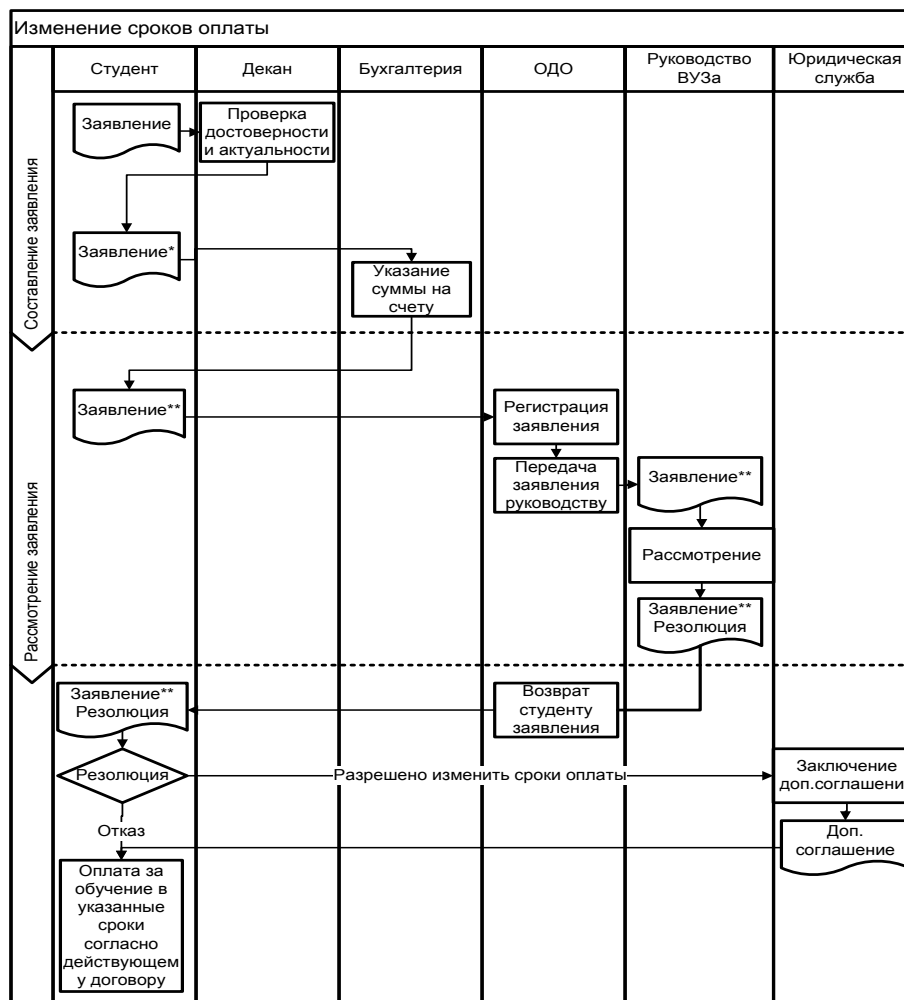 Изменение сроков оплаты
Студент
Декан
Бухгалтерия
ОДО
Руководство
ВУЗа
Юридическая
служба
Составление заявления
Заявление
Проверка
достоверности
и актуальности
Заявление*
Указание
суммы на
счету
Рассмотрение заявления
Заявление**
Регистрация
заявления
Передача
заявления
руководству
Заявление**
Рассмотрение
Заявление**
Резолюция
Возврат
студенту
заявления
Заявление**
Резолюция
Резолюция
Разрешено изменить сроки оплаты
Заключение
доп.соглашени
Отказ
Доп.
соглашение
Оплата за
обучение в
указанные
сроки
согласно
действующем
у договору